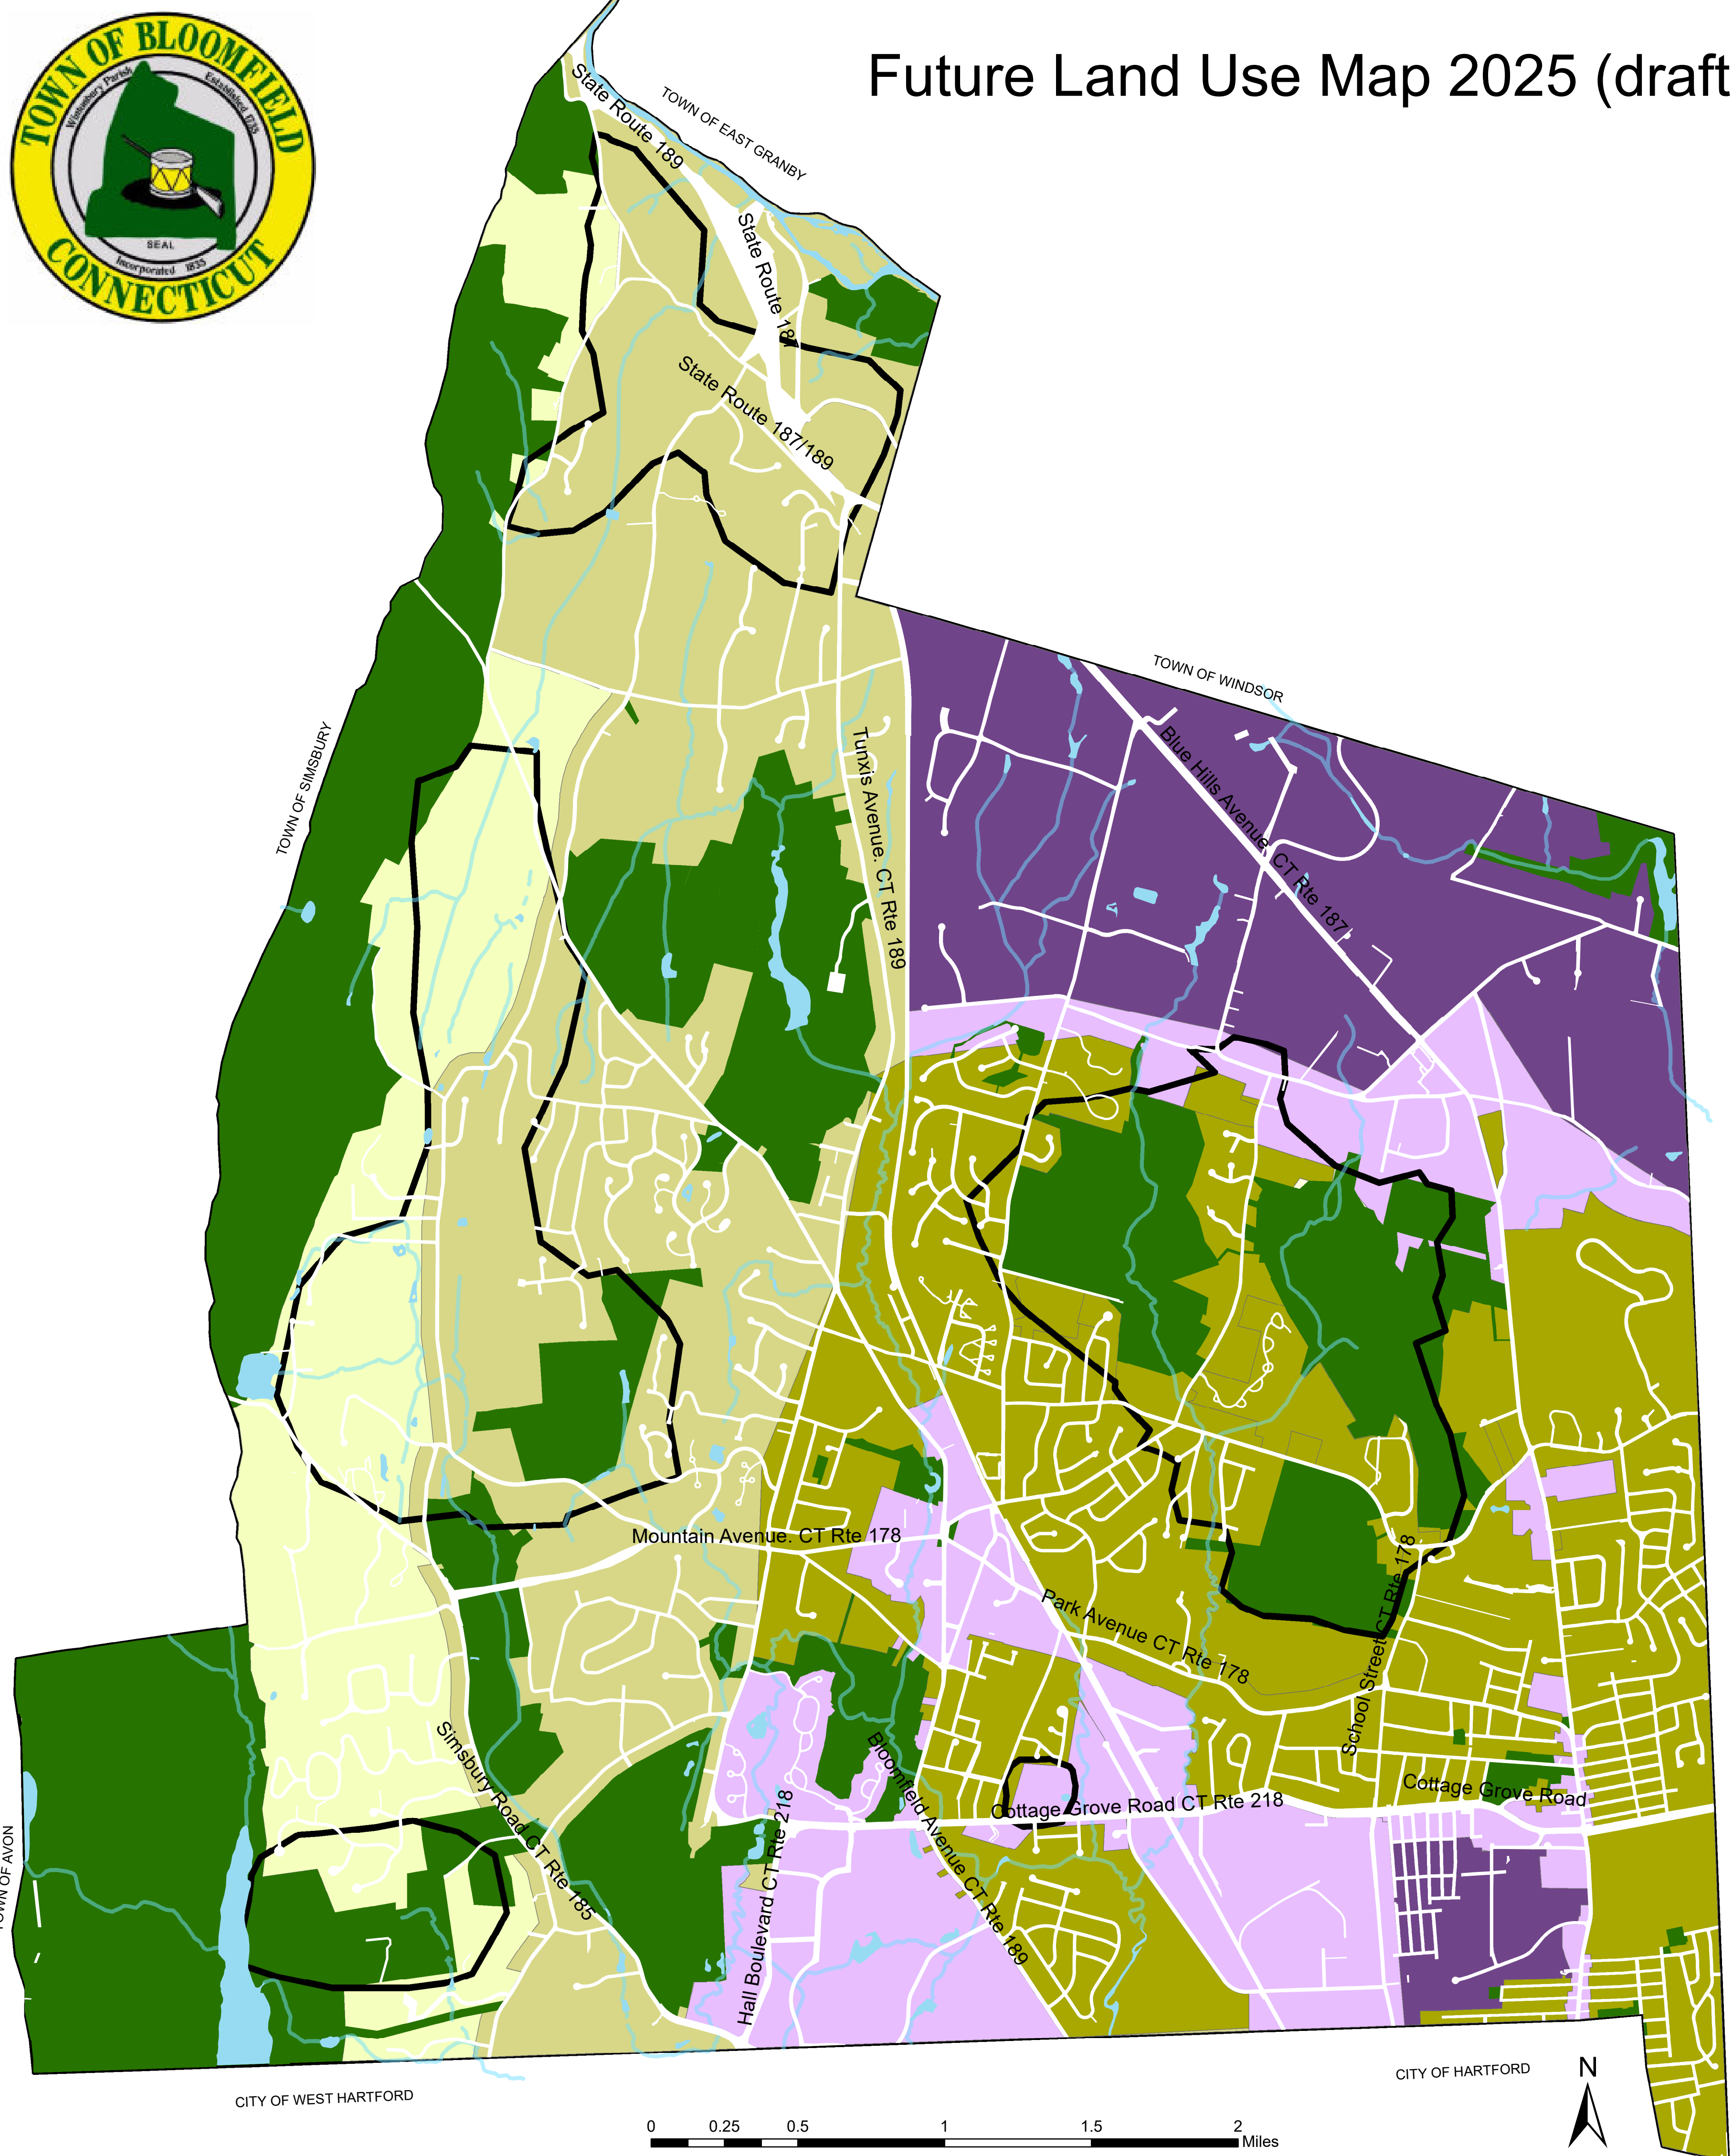 TOWN OF BLOOMFIELD
Wintonbury Parish
Established 1735
SEAL
Incorporated 1835
CONNECTICUT
Future Land Use Map 2025 (draft
State Route 189
TOWN OF EAST GRANBY
State Route 187
State Route 187/189
TOWN OF WINDSOR
TOWN OF SIMSBURY
Tunxis Avenue. CT Rte 189
Blue Hills Avenue. CT Rte 187
Mountain Avenue. CT Rte 178
Park Avenue CT Rte 178
School Street CT Rte 178
Simsbury Road CT Rte 185
Bloomfield Avenue CT Rte 189
Hall Boulevard CT Rte 218
Cottage Grove Road CT Rte 218
Cottage Grove Road
TOWN OF AVON
CITY OF WEST HARTFORD
CITY OF HARTFORD
N
0 0.25 0.5 1 1.5 2
Miles